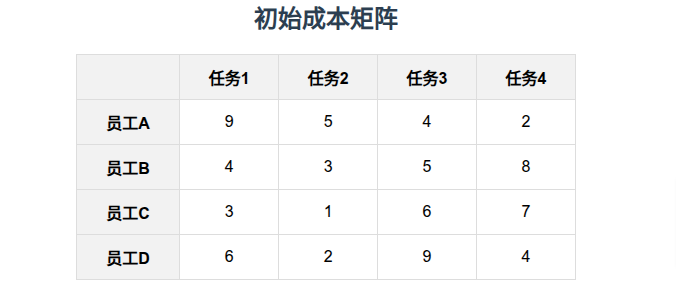 初始成本矩阵
任务1 任务2 任务3 任务4
员工A 9 5 4 2
员工B 4 3 5 8
员工C 3 1 6 7
员工D 6 2 9 4